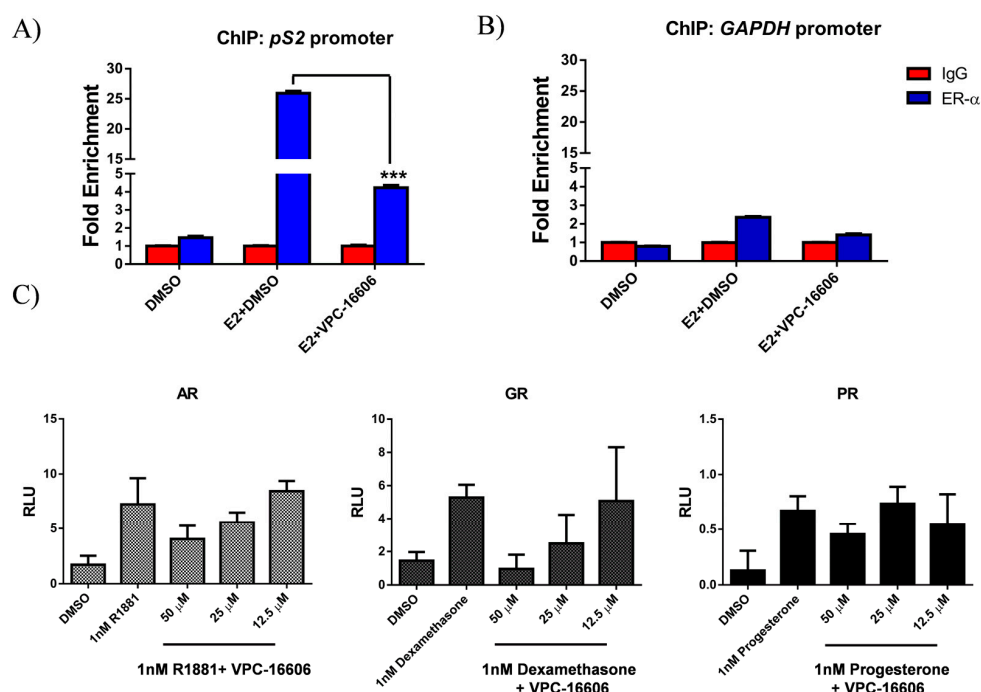 A)
ChIP: pS2 promoter
Fold Enrichment
30
25
20
15
5
4
3
2
1
0
***
DMSO
E2+DMSO
E2+VPC-16606
B)
ChIP: GAPDH promoter
Fold Enrichment
30
25
20
15
5
4
3
2
1
0
DMSO
E2+DMSO
E2+VPC-16606
IgG
ER-α
C)
AR
RLU
15
10
5
0
DMSO
1nM R1881
50 μM
25 μM
12.5 μM
1nM R1881+ VPC-16606
GR
RLU
10
8
6
4
2
0
DMSO
1nM Dexamethasone
50 μM
25 μM
12.5 μM
1nM Dexamethasone
+ VPC-16606
PR
RLU
1.5
1.0
0.5
0.0
DMSO
1nM Progesterone
50 μM
25 μM
12.5 μM
1nM Progesterone
+ VPC-16606